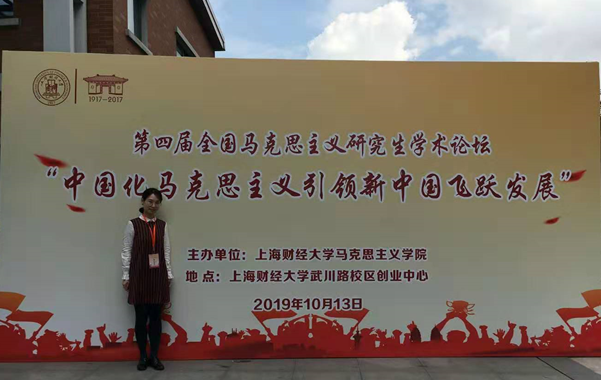 1917~2017
第四届全国马克思主义研究生学术论坛
“中国化马克思主义引领新中国飞跃发展”
主办单位：上海财经大学马克思主义学院
地点：上海财经大学武川路校区创业中心
2019年10月13日